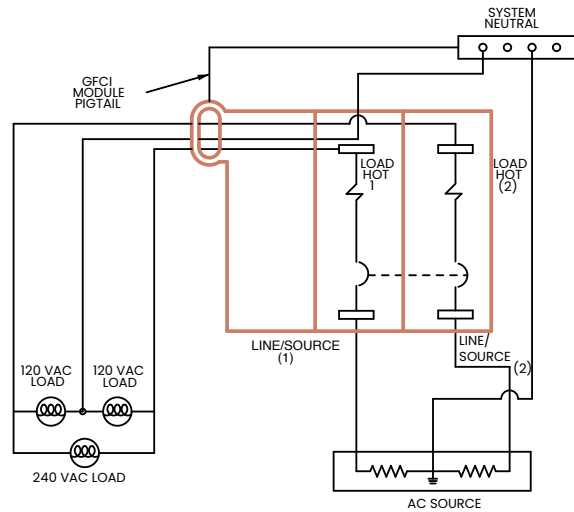 SYSTEM
NEUTRAL
GFCI
MODULE
PIGTAIL
LOAD
HOT
1
LOAD
HOT
(2)
LINE/SOURCE
(1)
LINE/
SOURCE
(2)
120 VAC
LOAD
120 VAC
LOAD
240 VAC LOAD
AC SOURCE